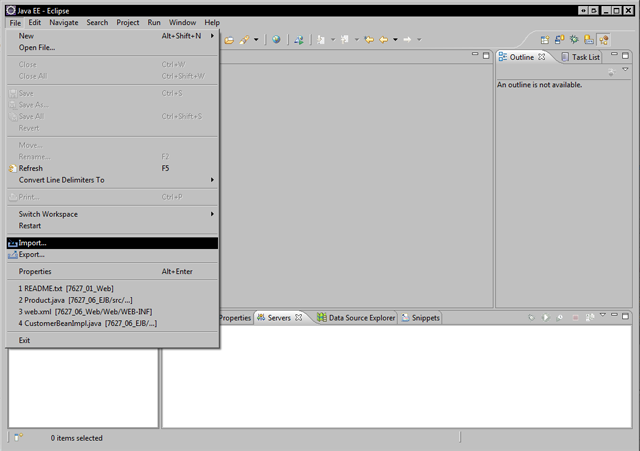 Java EE - Eclipse
File Edit Navigate Search Project Run Window Help
New Alt+Shift+N
Open File...
Close Ctrl+W
Close All Ctrl+Shift+W
Save Ctrl+S
Save As...
Save All Ctrl+Shift+S
Revert
Move...
Rename... F2
Refresh F5
Convert Line Delimiters To
Print... Ctrl+P
Switch Workspace
Restart
Import...
Export...
Properties Alt+Enter
1 README.txt [7627_01_Web]
2 Product.java [7627_06_EJB/src/...]
3 web.xml [7627_06_Web/Web/WEB-INF]
4 CustomerBeanImpl.java [7627_06_EJB/...]
Exit
Outline Task List
An outline is not available.
Properties Servers Data Source Explorer Snippets
0 items selected